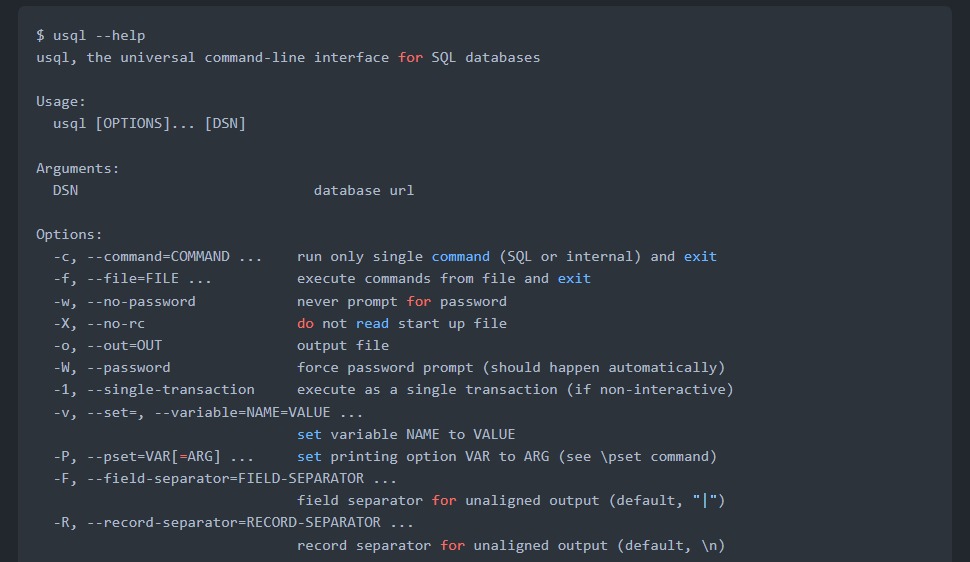 $ usql --help
usql, the universal command-line interface for SQL databases
Usage:
usql [OPTIONS]... [DSN]
Arguments:
DSN database url
Options:
-c, --command=COMMAND ... run only single command (SQL or internal) and exit
-f, --file=FILE ... execute commands from file and exit
-w, --no-password never prompt for password
-X, --no-rc do not read start up file
-o, --out=OUT output file
-W, --password force password prompt (should happen automatically)
-1, --single-transaction execute as a single transaction (if non-interactive)
-v, --set=, --variable=NAME=VALUE ...
set variable NAME to VALUE
-P, --pset=VAR[=ARG] ... set printing option VAR to ARG (see \pset command)
-F, --field-separator=FIELD-SEPARATOR ...
field separator for unaligned output (default, "|")
-R, --record-separator=RECORD-SEPARATOR ...
record separator for unaligned output (default, \n)